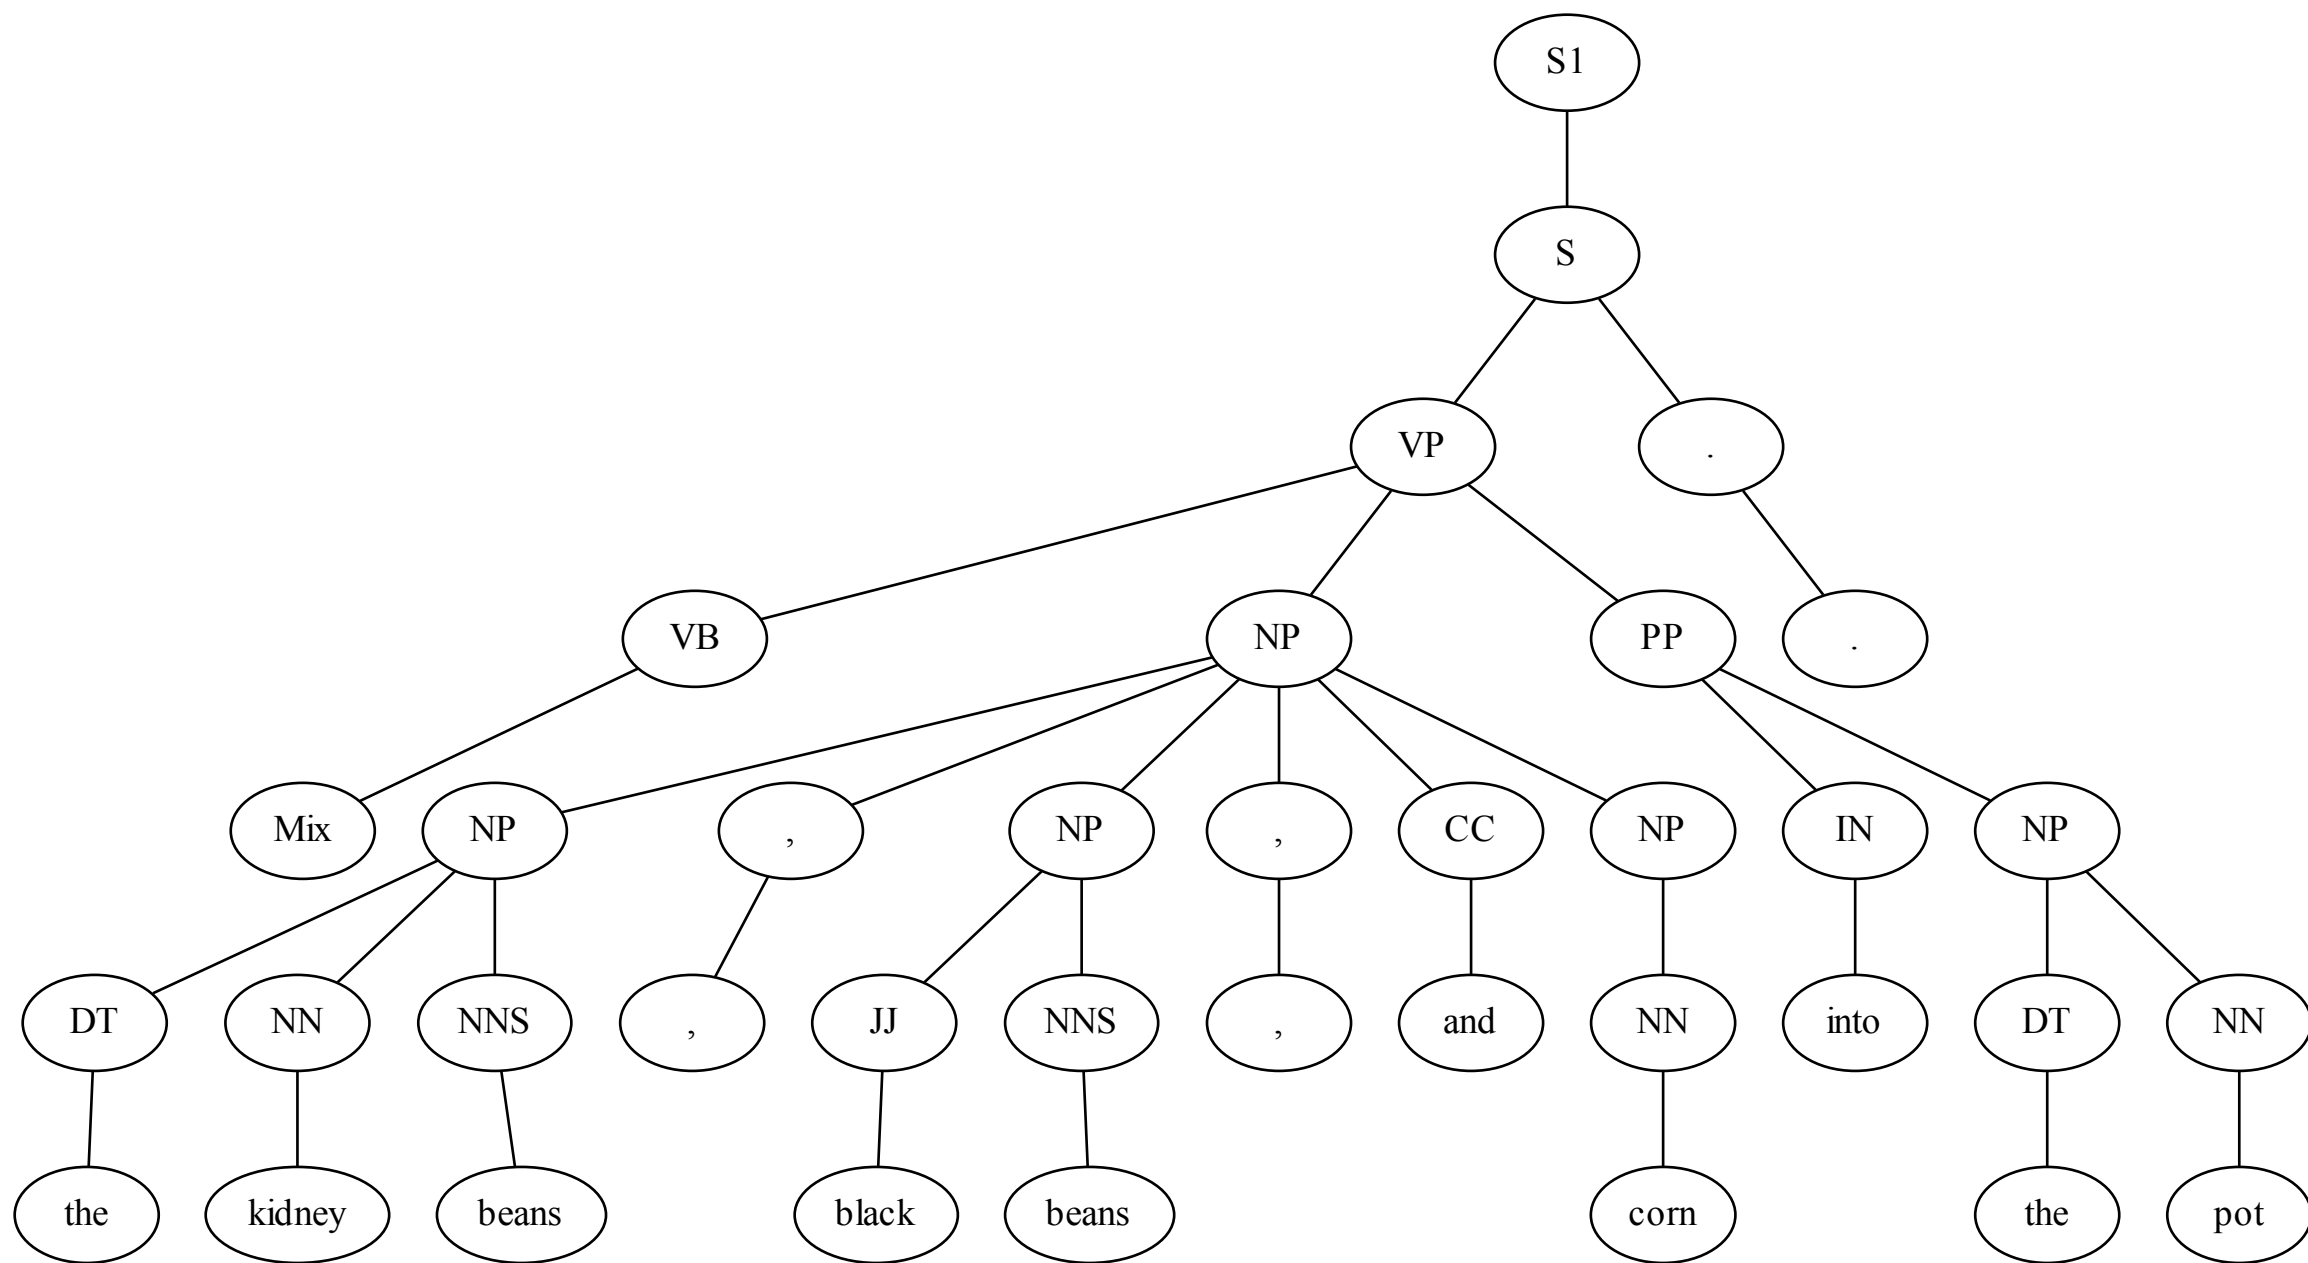 S1
S
VP .
VB NP PP .
Mix NP , NP , CC NP IN NP
DT NN NNS , JJ NNS , and NN into DT NN
the kidney beans black beans corn the pot